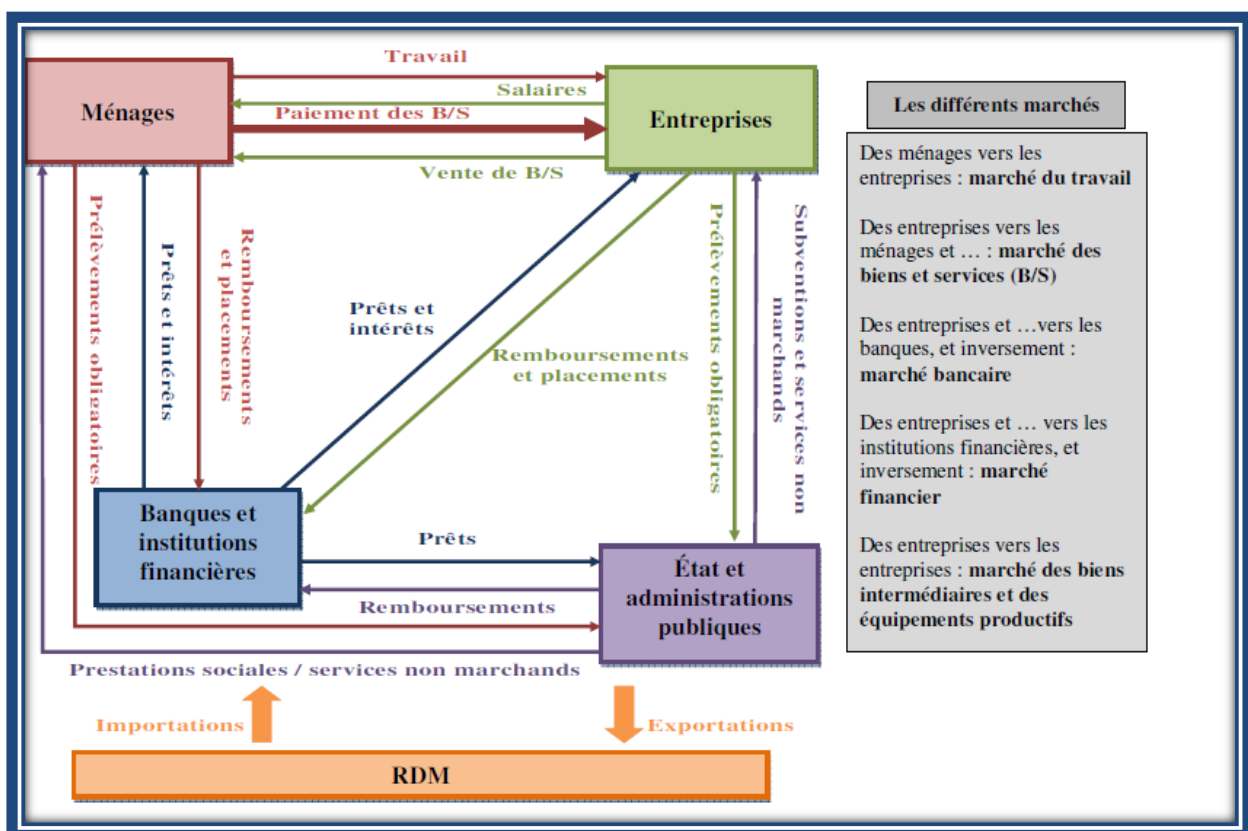 Travail
Salaires
Paiement des B/S
Vente de B/S
Ménages
Entreprises
Prélèvements obligatoires
Prêts et intérêts
Remboursements
et placements
Prêts et
intérêts
Remboursements
et placements
Prélèvements obligatoires
Subventions et services non
marchands
Banques et
institutions
financières
Prêts
Remboursements
État et
administrations
publiques
Prestations sociales / services non marchands
Importations
Exportations
RDM
Les différents marchés
Des ménages vers les
entreprises : marché du travail
Des entreprises vers les
ménages et … : marché des
biens et services (B/S)
Des entreprises et …vers les
banques, et inversement :
marché bancaire
Des entreprises et … vers les
institutions financières, et
inversement : marché
financier
Des entreprises vers les
entreprises : marché des biens
intermédiaires et des
équipements productifs